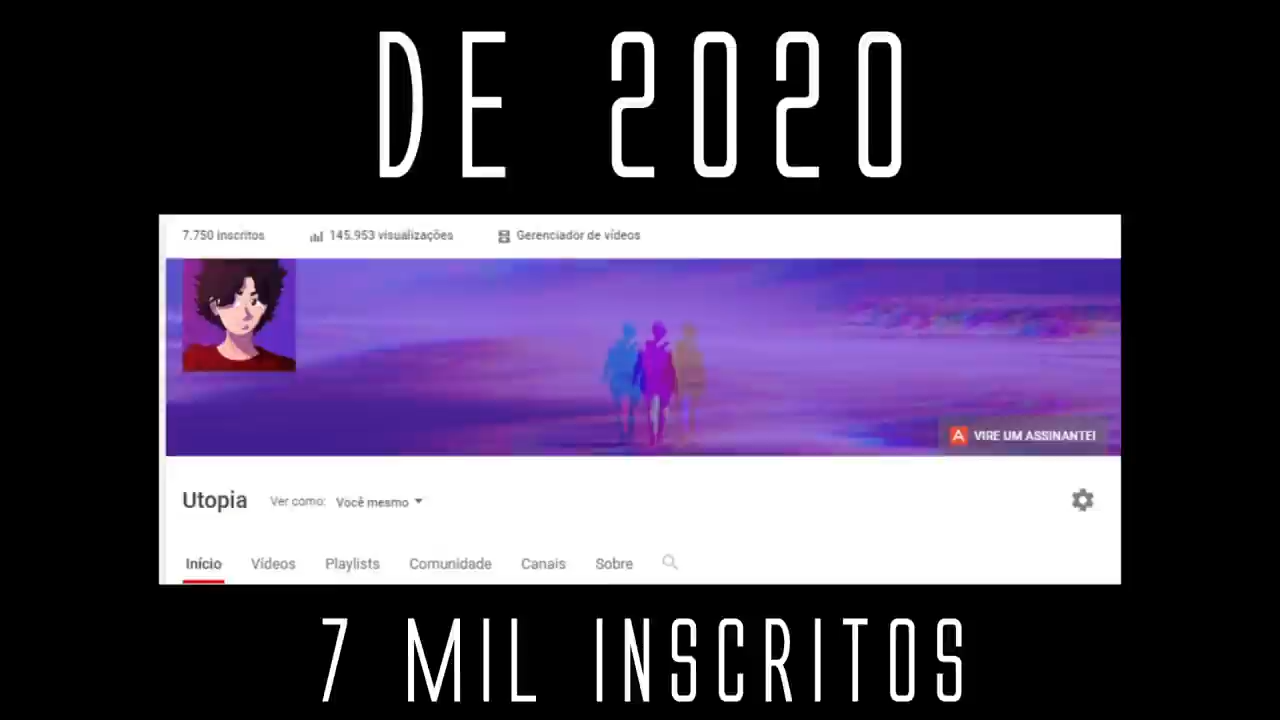 DE 2020
7.750 inscritos 145.953 visualizações Gerenciador de vídeos
A VIRE UM ASSINANTE!
Utopia Ver como: Você mesmo
Início Vídeos Playlists Comunidade Canais Sobre
7 MIL INSCRITOS